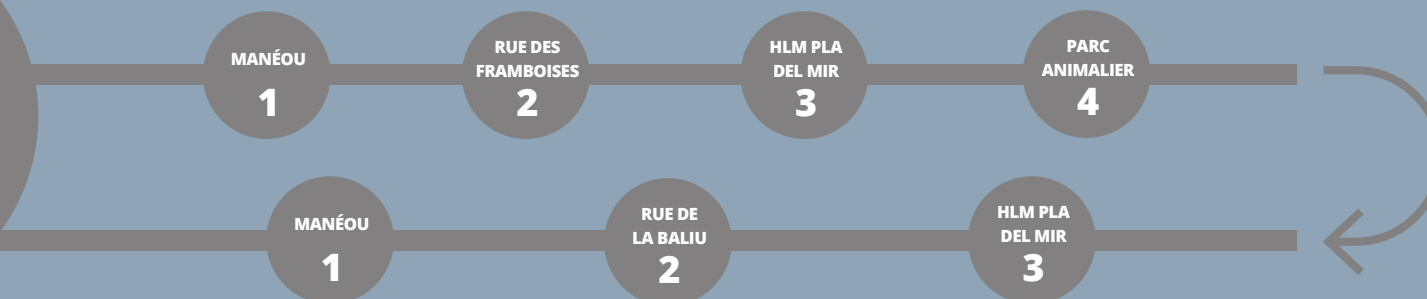 MANÉOU
1
RUE DES
FRAMBOISES
2
HLM PLA
DEL MIR
3
PARC
ANIMALIER
4
MANÉOU
1
RUE DE
LA BALIU
2
HLM PLA
DEL MIR
3